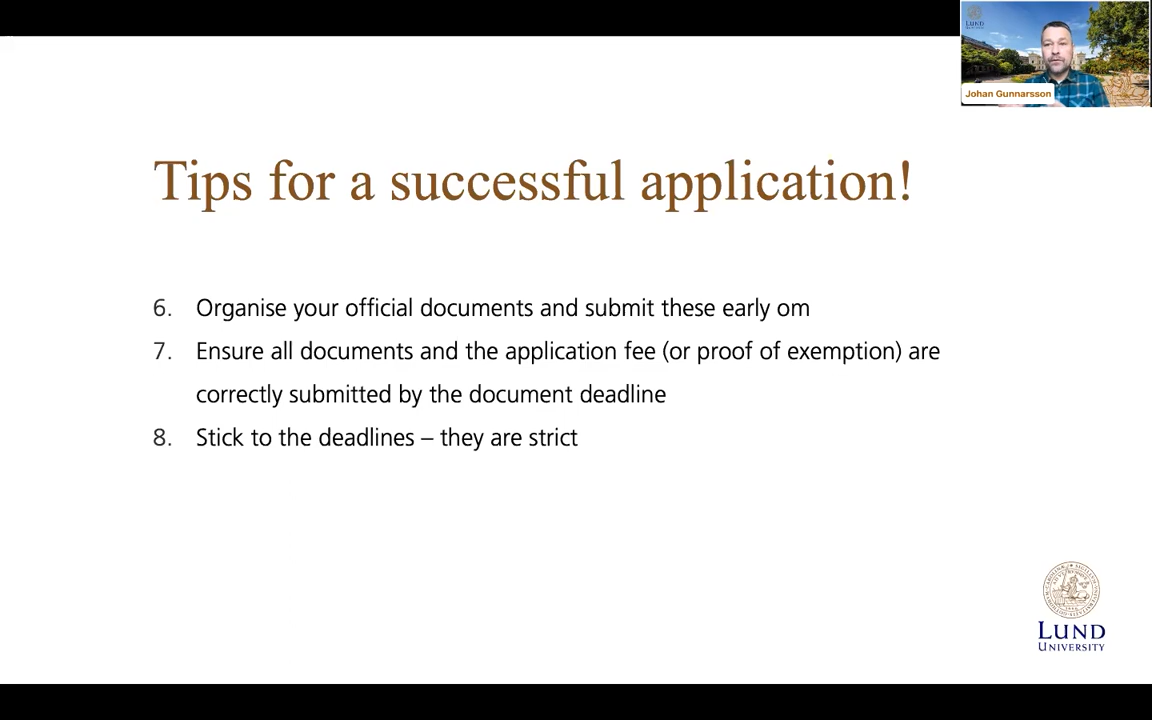 LUND
Johan Gunnarsson
Tips for a successful application!
6. Organise your official documents and submit these early om
7. Ensure all documents and the application fee (or proof of exemption) are
correctly submitted by the document deadline
8. Stick to the deadlines – they are strict
LUND
UNIVERSITY